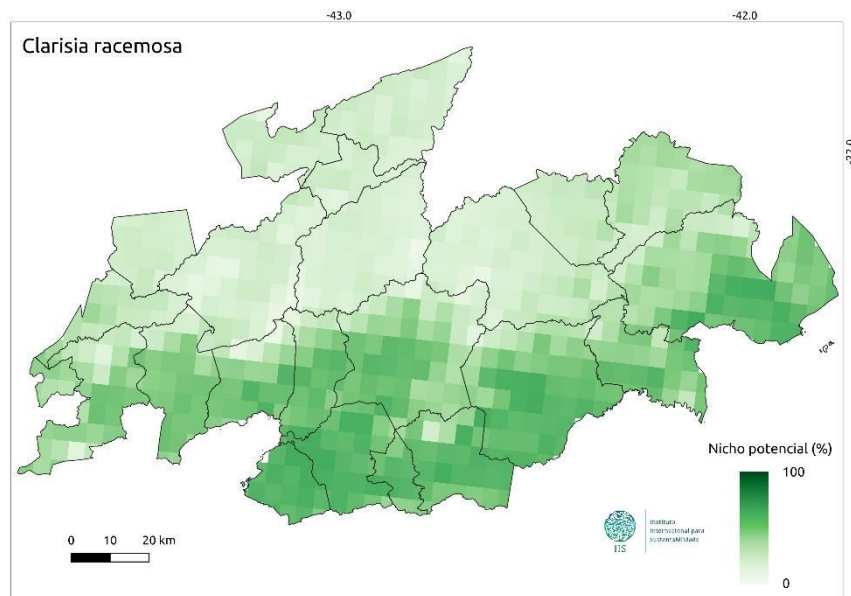 -43.0
-42.0
Clarisia racemosa
-22.0
Nicho potencial (%)
100
0
0 10 20 km
IIS
Instituto
Internacional para
Sustentabilidade